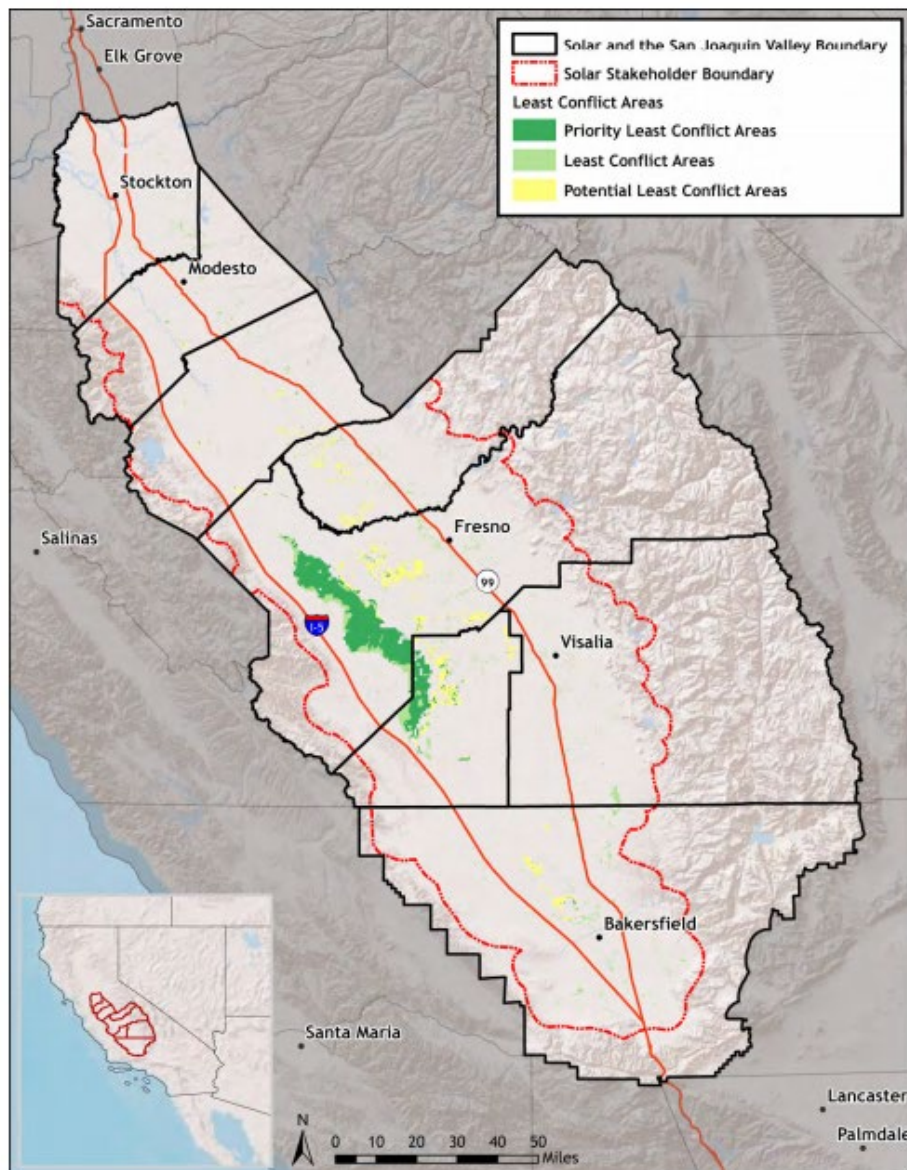 Sacramento
Elk Grove
Solar and the San Joaquin Valley Boundary
Solar Stakeholder Boundary
Least Conflict Areas
Priority Least Conflict Areas
Least Conflict Areas
Potential Least Conflict Areas
Stockton
Modesto
Salinas
Fresno
99
I-5
Visalia
Bakersfield
Santa Maria
Lancaster
Palmdale
N
0 10 20 30 40 50
Miles